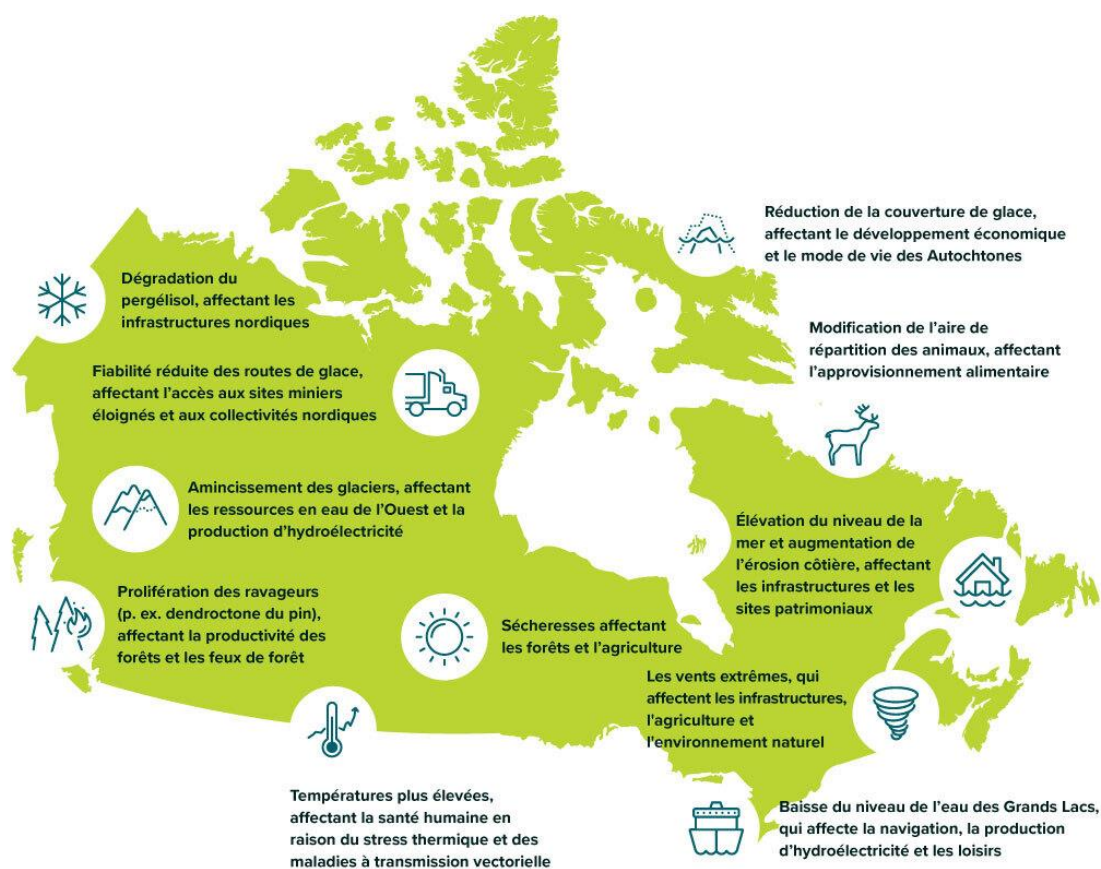 Réduction de la couverture de glace,
affectant le développement économique
et le mode de vie des Autochtones
Dégradation du
pergélisol, affectant les
infrastructures nordiques
Modification de l’aire de
répartition des animaux, affectant
l’approvisionnement alimentaire
Fiabilité réduite des routes de glace,
affectant l’accès aux sites miniers
éloignés et aux collectivités nordiques
Amincissement des glaciers, affectant
les ressources en eau de l’Ouest et la
production d’hydroélectricité
Élévation du niveau de la
mer et augmentation de
l’érosion côtière, affectant
les infrastructures et les
sites patrimoniaux
Prolifération des ravageurs
(p. ex. dendroctone du pin),
affectant la productivité des
forêts et les feux de forêt
Sécheresses affectant
les forêts et l’agriculture
Les vents extrêmes, qui
affectent les infrastructures,
l'agriculture et
l'environnement naturel
Températures plus élevées,
affectant la santé humaine en
raison du stress thermique et des
maladies à transmission vectorielle
Baisse du niveau de l’eau des Grands Lacs,
qui affecte la navigation, la production
d’hydroélectricité et les loisirs